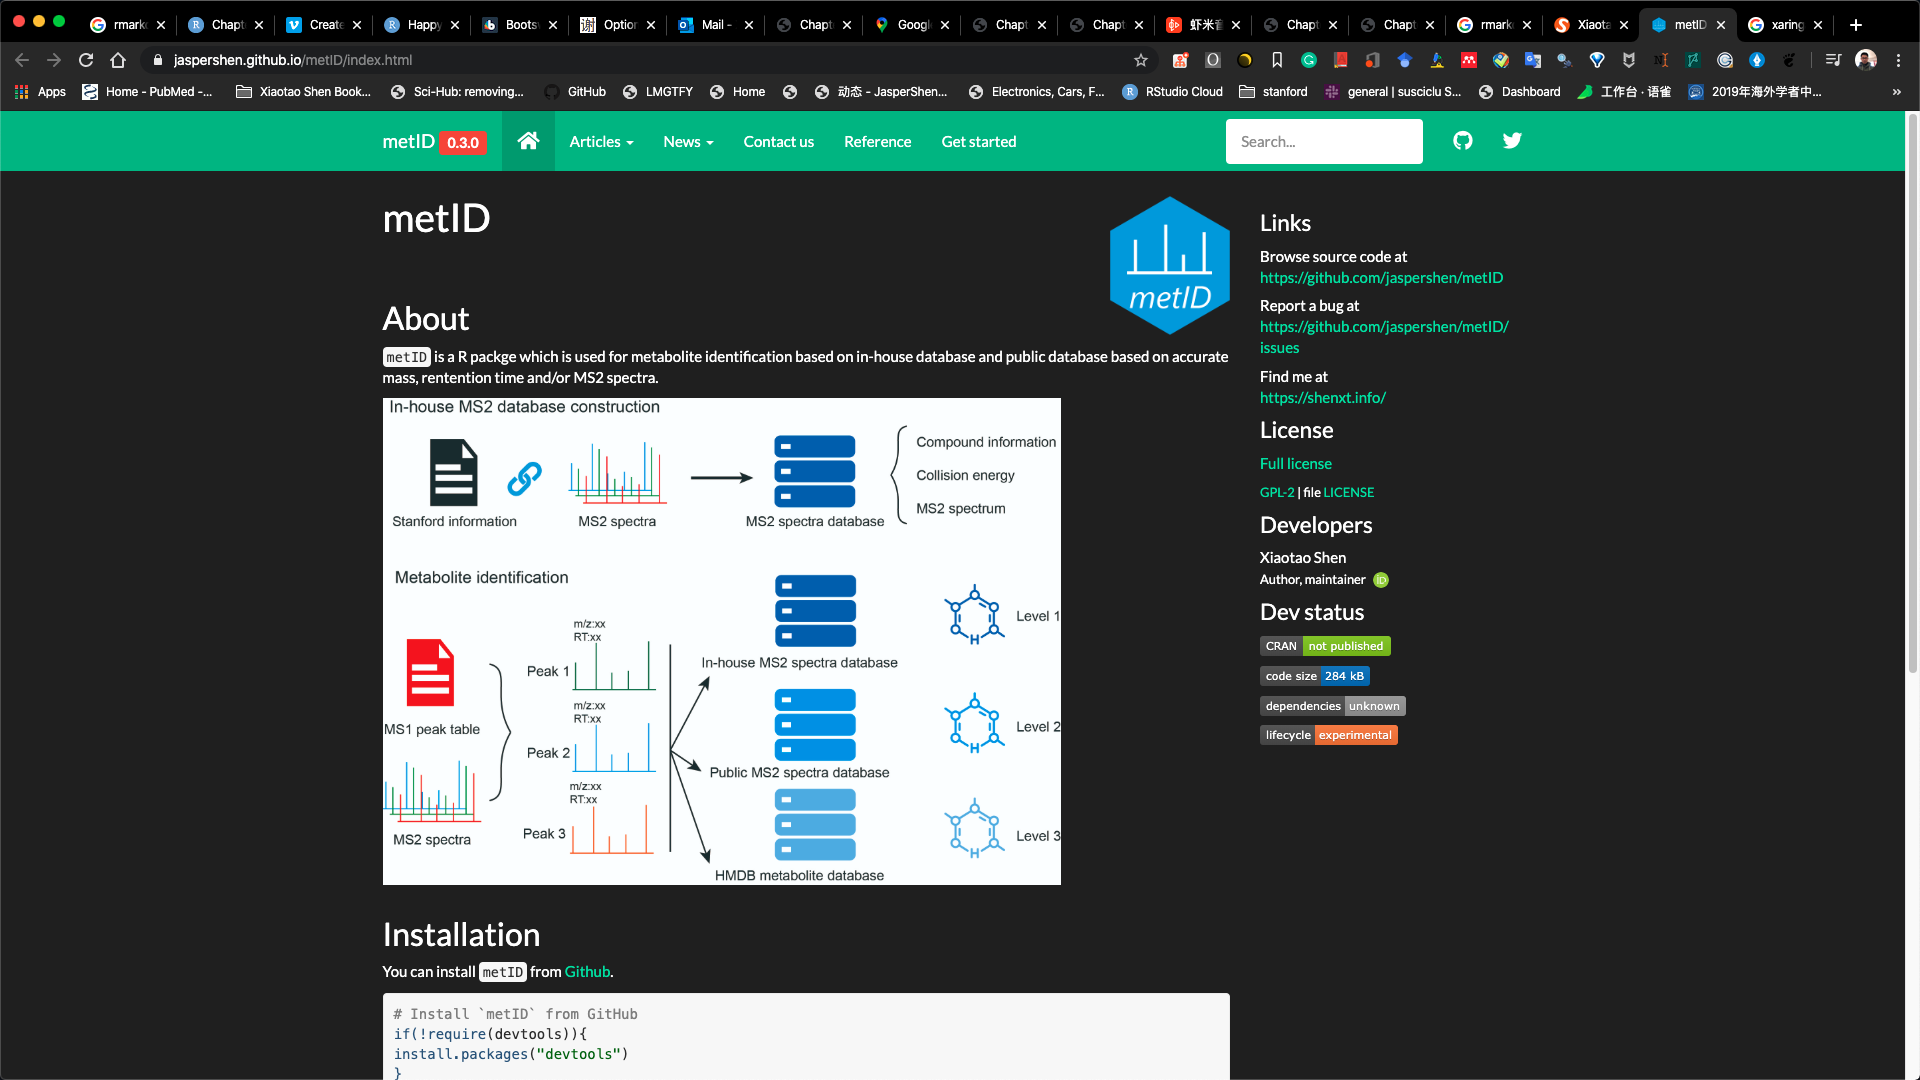 rmark
Chapt
Create
Happy
Boots
Option
Mail -
Chapt
Google
Chapt
Chapt
虾米音
Chapt
Chapt
rmark
Xiaota
metID
xaring
jaspershen.github.io/metID/index.html
Apps
Home - PubMed -...
Xiaotao Shen Book...
Sci-Hub: removing...
GitHub
LMGTFY
Home
动态 - JasperShen...
Electronics, Cars, F...
RStudio Cloud
stanford
general | susciclu S...
Dashboard
工作台 · 语雀
2019年海外学者中...
»
metID 0.3.0
Articles
News
Contact us
Reference
Get started
Search...
metID
metID
About
metID is a R packge which is used for metabolite identification based on in-house database and public database based on accurate
mass, rentention time and/or MS2 spectra.
In-house MS2 database construction
Stanford information
MS2 spectra
MS2 spectra database
Compound information
Collision energy
MS2 spectrum
Metabolite identification
MS1 peak table
MS2 spectra
m/z:xx
RT:xx
Peak 1
m/z:xx
RT:xx
Peak 2
m/z:xx
RT:xx
Peak 3
In-house MS2 spectra database
Public MS2 spectra database
HMDB metabolite database
H
Level 1
H
Level 2
H
Level 3
Installation
You can install metID from Github.
# Install `metID` from GitHub
if(!require(devtools)){
install.packages("devtools")
}
Links
Browse source code at
https://github.com/jaspershen/metID
Report a bug at
https://github.com/jaspershen/metID/
issues
Find me at
https://shenxt.info/
License
Full license
GPL-2 | file LICENSE
Developers
Xiaotao Shen
Author, maintainer iD
Dev status
CRAN not published
code size 284 kB
dependencies unknown
lifecycle experimental